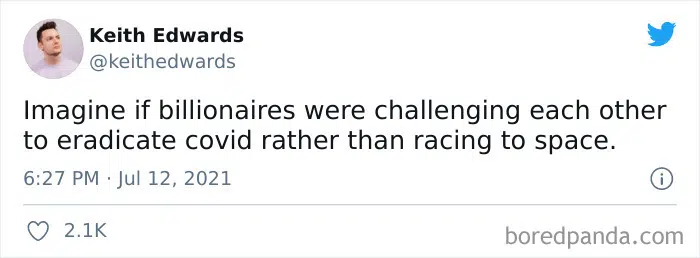 Keith Edwards
@keithedwards
Imagine if billionaires were challenging each other
to eradicate covid rather than racing to space.
6:27 PM · Jul 12, 2021
2.1K
boredpanda.com